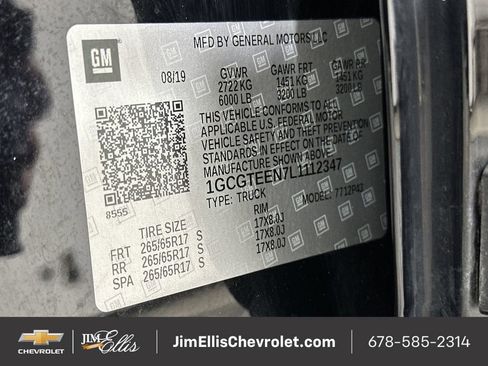 GM
MFD BY GENERAL MOTORS LLC
08/19 GVWR GAWR FRT GAWR RR
2722 KG 1451 KG 1451 KG
6000 LB 3200 LB 3200 LB
THIS VEHICLE CONFORMS TO ALL
APPLICABLE U.S. FEDERAL MOTOR
VEHICLE SAFETY AND THEFT PREVENTION
STANDARDS IN EFFECT ON THE DATE OF
MANUFACTURE SHOWN ABOVE.
1GCGTEEN7L1112347
8555
TYPE: TRUCK 7712P43
TIRE SIZE RIM
FRT 265/65R17 S 17X8.0J
RR 265/65R17 S 17X8.0J
SPA 265/65R17 S 17X8.0J
CHEVROLET
JIM Ellis
JimEllisChevrolet.com
678-585-2314